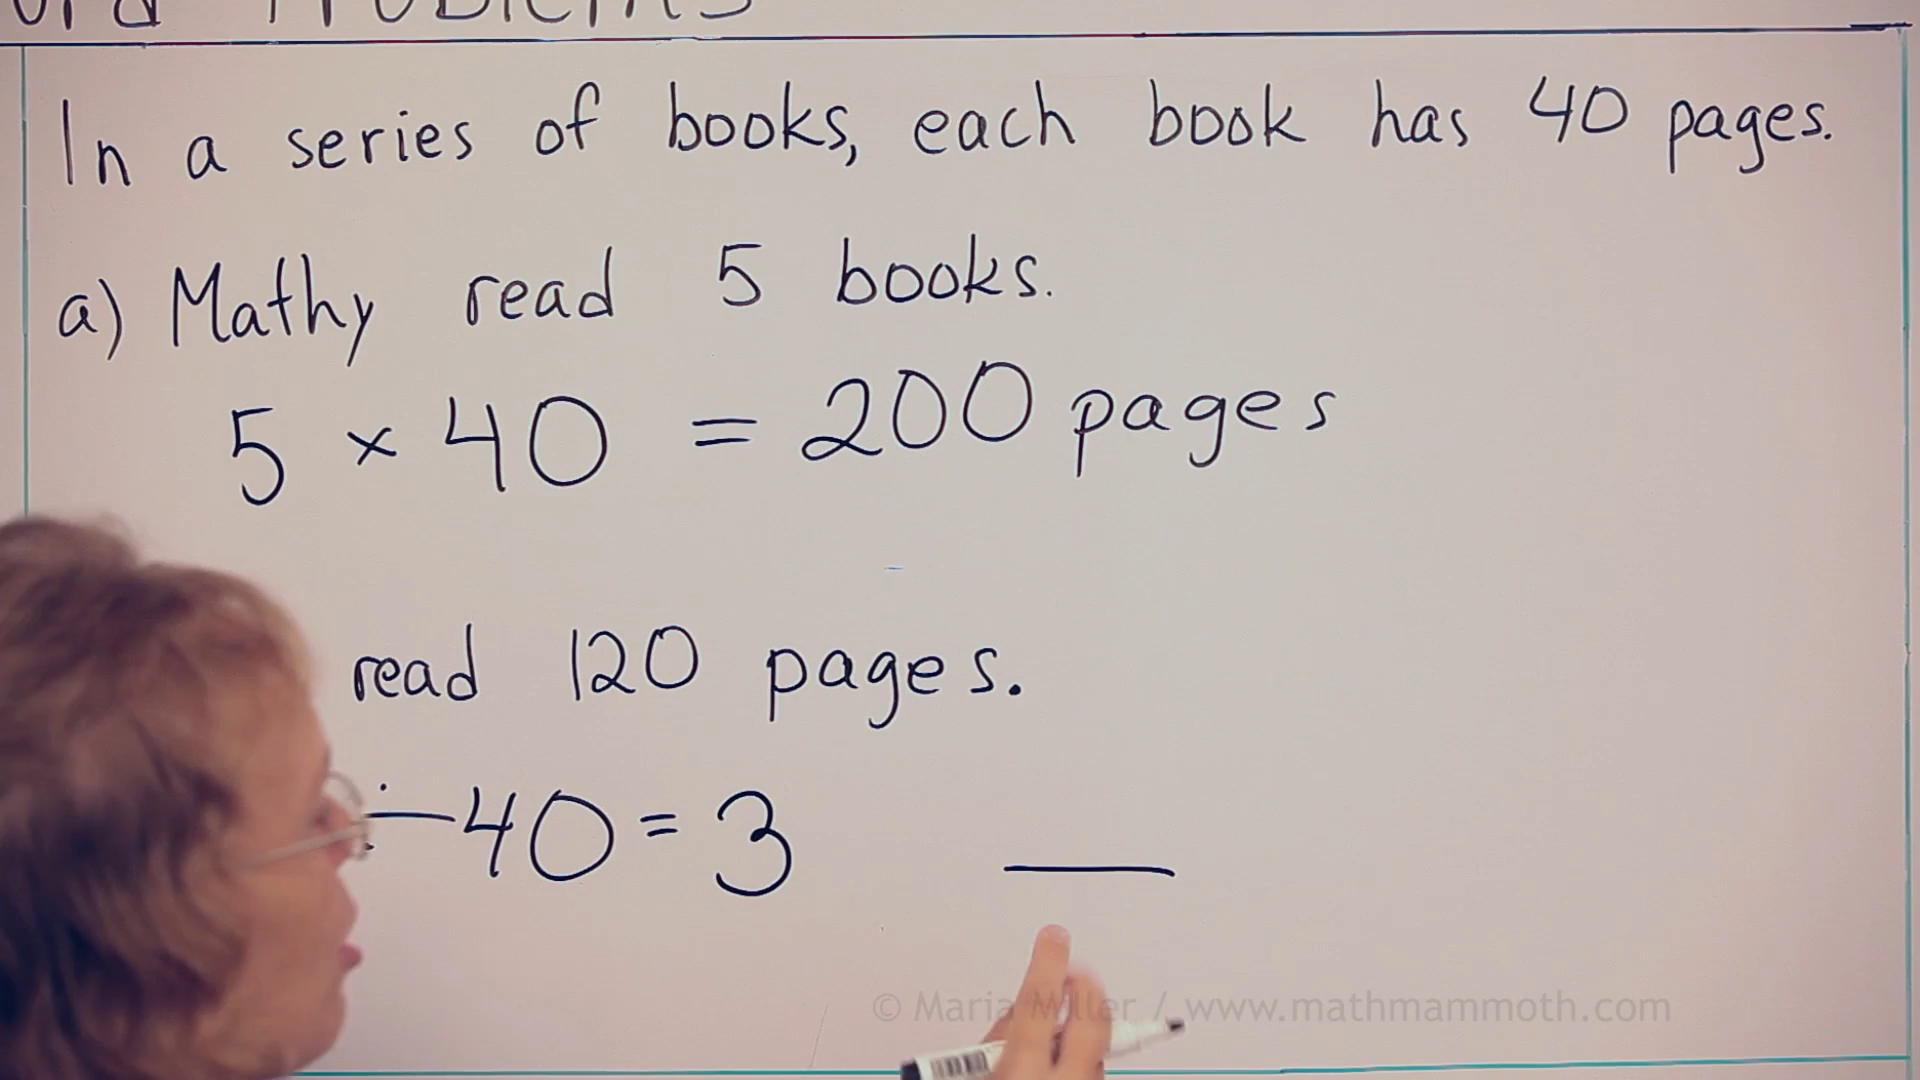 In a series of books, each book has 40 pages.
a) Mathy read 5 books.
5 × 40 = 200 pages
read 120 pages.
÷ 40 = 3
© Maria Miller / www.mathmammoth.com